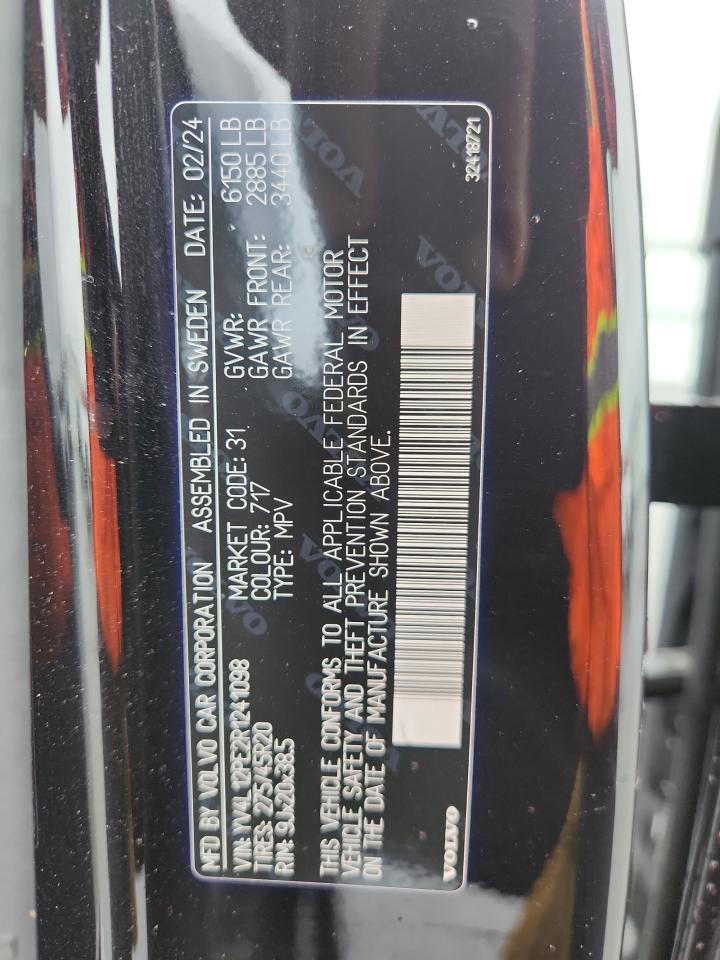 MFD BY VOLVO CAR CORPORATION ASSEMBLED IN SWEDEN DATE: 02/24
VIN: YV4L12PE2R1241098 MARKET CODE: 31 GVWR: 6150 LB
TIRES: 275/45R20 COLOUR: 717 GAWR FRONT: 2885 LB
RIM: 9Jx20x38.5 TYPE: MPV GAWR REAR: 3440 LB
THIS VEHICLE CONFORMS TO ALL APPLICABLE FEDERAL MOTOR
VEHICLE SAFETY AND THEFT PREVENTION STANDARDS IN EFFECT
ON THE DATE OF MANUFACTURE SHOWN ABOVE.
VOLVO 32418721